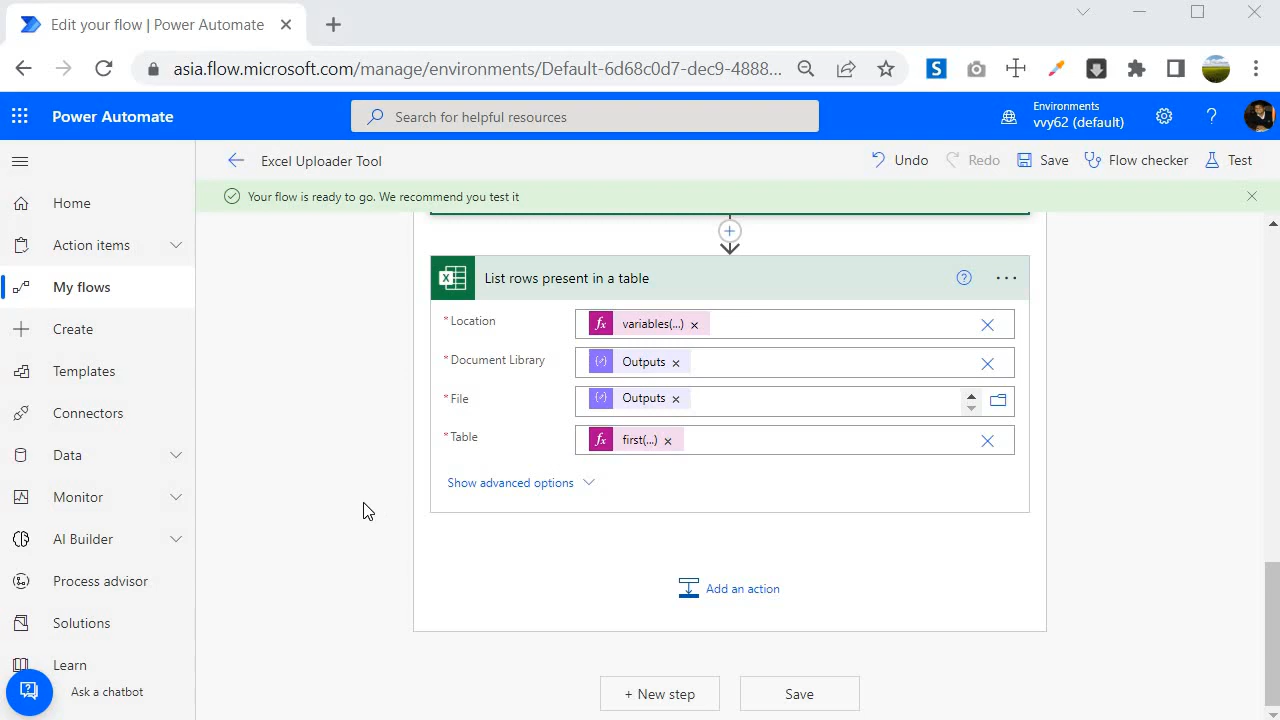 Edit your flow | Power Automate
asia.flow.microsoft.com/manage/environments/Default-6d68c0d7-dec9-4888...
S
Power Automate
Search for helpful resources
Environments
vvy62 (default)
?
Excel Uploader Tool
Undo
Redo
Save
Flow checker
Test
Your flow is ready to go. We recommend you test it
Home
Action items
My flows
Create
Templates
Connectors
Data
Monitor
AI Builder
Process advisor
Solutions
Learn
Ask a chatbot
List rows present in a table
?
...
* Location
fx variables(...) ×
* Document Library
Outputs ×
* File
Outputs ×
* Table
fx first(...) ×
Show advanced options
Add an action
+ New step
Save